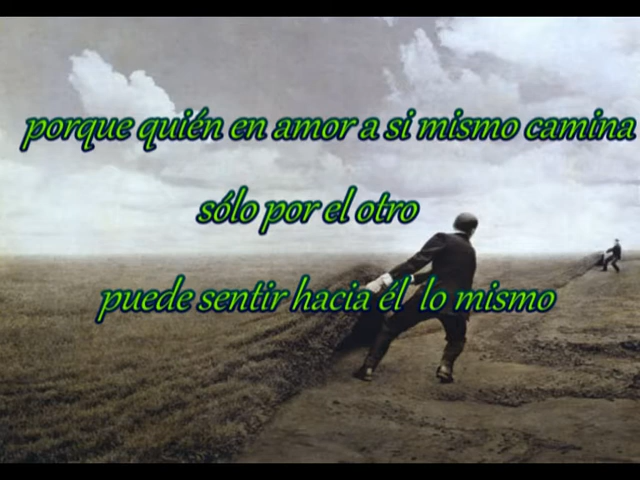 porque quién en amor a si mismo camina
sólo por el otro
puede sentir hacia él lo mismo